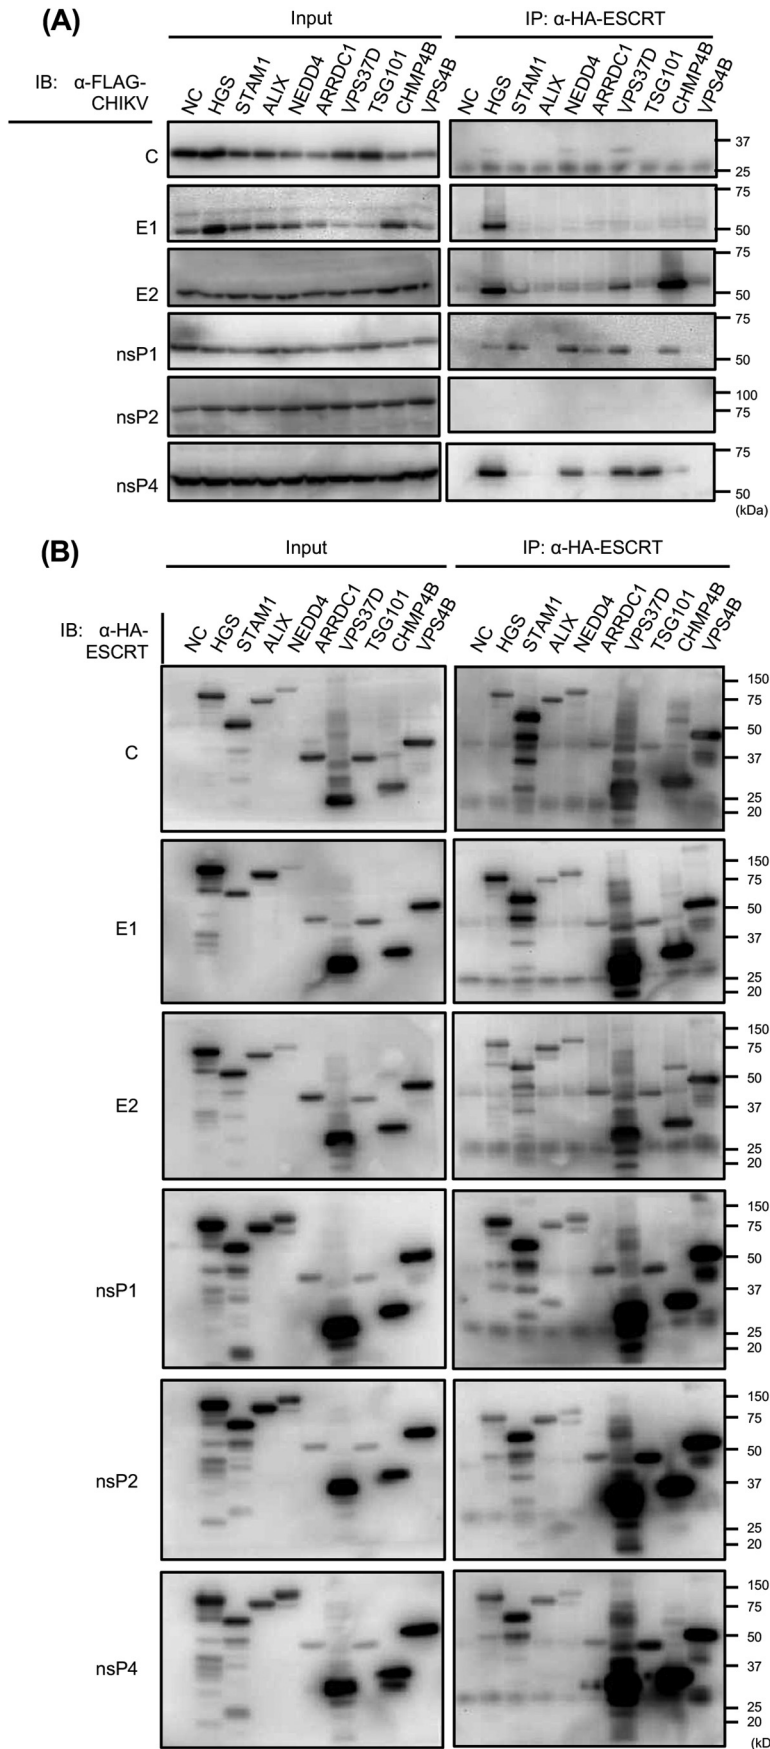 (A)
Input
IP: α-HA-ESCRT
IB: α-FLAG-
CHIKV
NC HGS STAM1 ALIX NEDD4 ARRDC1 VPS37D TSG101 CHMP4B VPS4B
NC HGS STAM1 ALIX NEDD4 ARRDC1 VPS37D TSG101 CHMP4B VPS4B
C
37
25
E1
75
50
E2
75
50
nsP1
75
50
nsP2
100
75
nsP4
75
50
(kDa)
(B)
Input
IP: α-HA-ESCRT
IB: α-HA-
ESCRT
NC HGS STAM1 ALIX NEDD4 ARRDC1 VPS37D TSG101 CHMP4B VPS4B
NC HGS STAM1 ALIX NEDD4 ARRDC1 VPS37D TSG101 CHMP4B VPS4B
C
150
75
50
37
25
20
E1
150
75
50
37
25
20
E2
150
75
50
37
25
20
nsP1
150
75
50
37
25
20
nsP2
150
75
50
37
25
20
nsP4
150
75
50
37
25
20
(kD